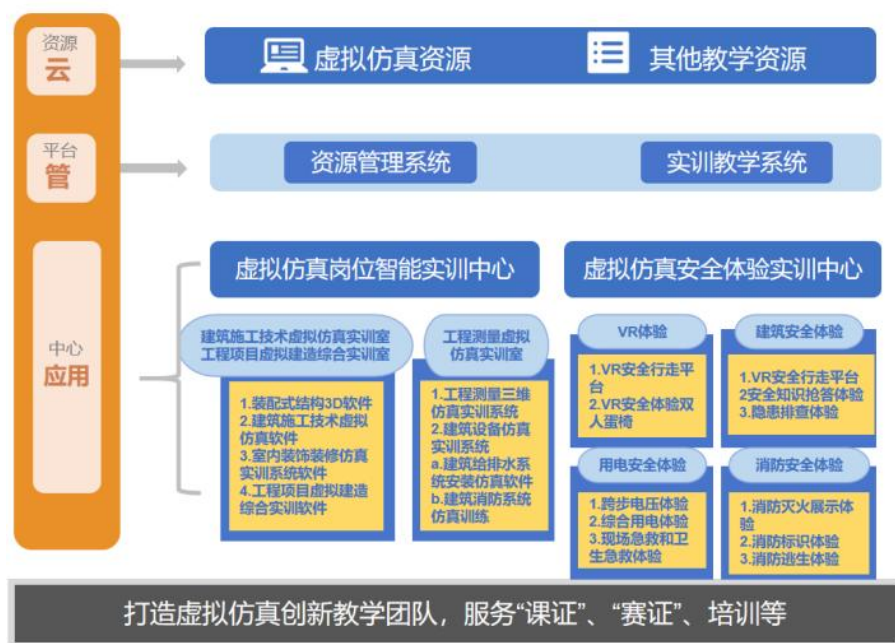 资源
云
虚拟仿真资源
其他教学资源
平台
管
资源管理系统
实训教学系统
中心
应用
虚拟仿真岗位智能实训中心
虚拟仿真安全体验实训中心
建筑施工技术虚拟仿真实训室
工程项目虚拟建造综合实训室
1.装配式结构3D软件
2.建筑施工技术虚拟
仿真软件
3.室内装饰装修仿真
实训系统软件
4.工程项目虚拟建造
综合实训软件
工程测量虚拟
仿真实训室
1.工程测量三维
仿真实训系统
2.建筑设备仿真
实训系统
a.建筑给排水系
统安装仿真软件
b.建筑消防系统
仿真训练
VR体验
1.VR安全行走平
台
2.VR安全体验双
人蛋椅
建筑安全体验
1.VR安全行走平台
2安全知识抢答体验
3.隐患排查体验
用电安全体验
1.跨步电压体验
2.综合用电体验
3.现场急救和卫
生急救体验
消防安全体验
1.消防灭火展示体
验
2.消防标识体验
3.消防逃生体验
打造虚拟仿真创新教学团队，服务“课证”、“赛证”、培训等